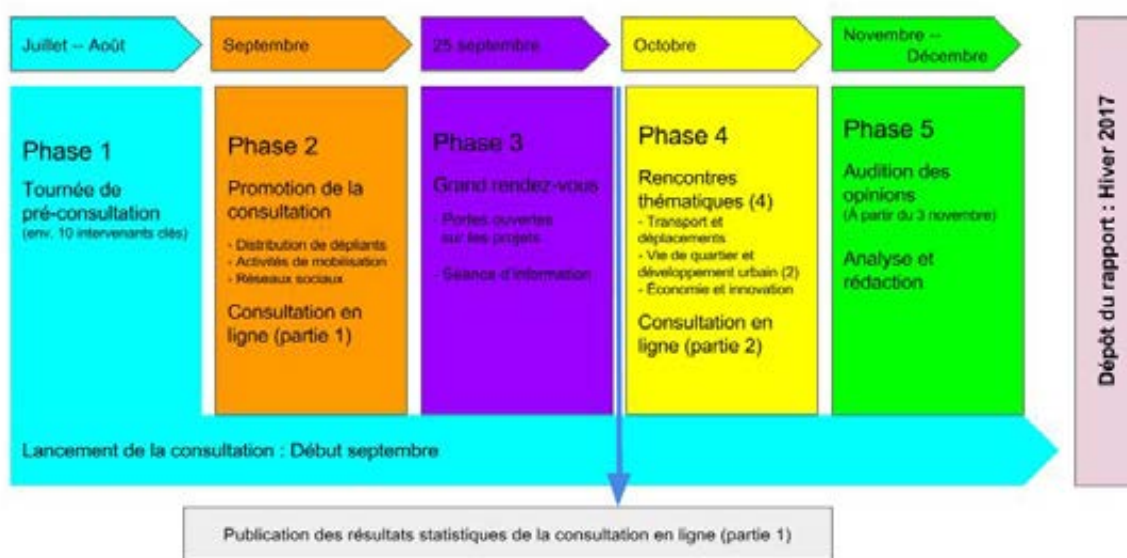 Juillet -- Août
Septembre
25 septembre
Octobre
Novembre --
Décembre
Phase 1
Tournée de
pré-consultation
(env. 10 intervenants clés)
Phase 2
Promotion de la
consultation
- Distribution de dépliants
- Activités de mobilisation
- Réseaux sociaux
Consultation en
ligne (partie 1)
Phase 3
Grand rendez-vous
- Portes ouvertes
sur les projets
- Séance d'information
Phase 4
Rencontres
thématiques (4)
- Transport et
déplacements
- Vie de quartier et
développement urbain (2)
- Économie et innovation
Consultation en
ligne (partie 2)
Phase 5
Audition des
opinions
(À partir du 3 novembre)
Analyse et
rédaction
Dépôt du rapport : Hiver 2017
Lancement de la consultation : Début septembre
Publication des résultats statistiques de la consultation en ligne (partie 1)